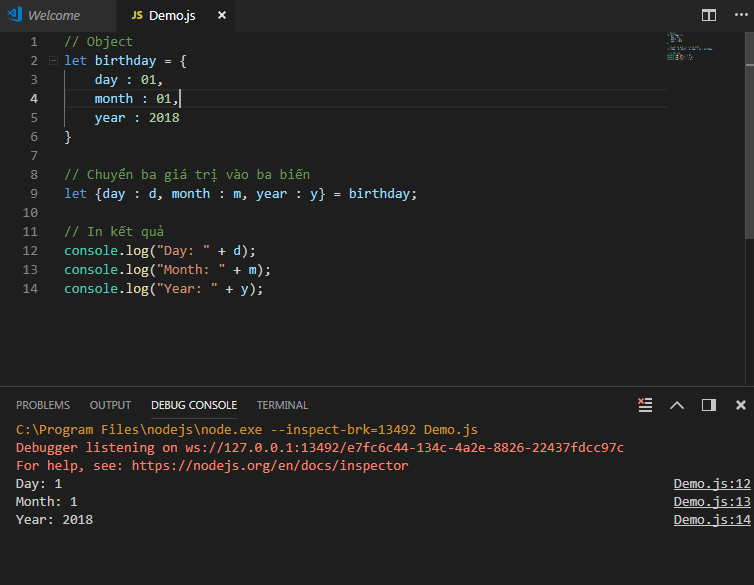 Welcome
JS Demo.js
1 // Object
2 let birthday = {
3 day : 01,
4 month : 01,
5 year : 2018
6 }
7
8 // Chuyển ba giá trị vào ba biến
9 let {day : d, month : m, year : y} = birthday;
10
11 // In kết quả
12 console.log("Day: " + d);
13 console.log("Month: " + m);
14 console.log("Year: " + y);
PROBLEMS OUTPUT DEBUG CONSOLE TERMINAL
C:\Program Files\nodejs\node.exe --inspect-brk=13492 Demo.js
Debugger listening on ws://127.0.0.1:13492/e7fc6c44-134c-4a2e-8826-22437fdcc97c
For help, see: https://nodejs.org/en/docs/inspector
Day: 1 Demo.js:12
Month: 1 Demo.js:13
Year: 2018 Demo.js:14